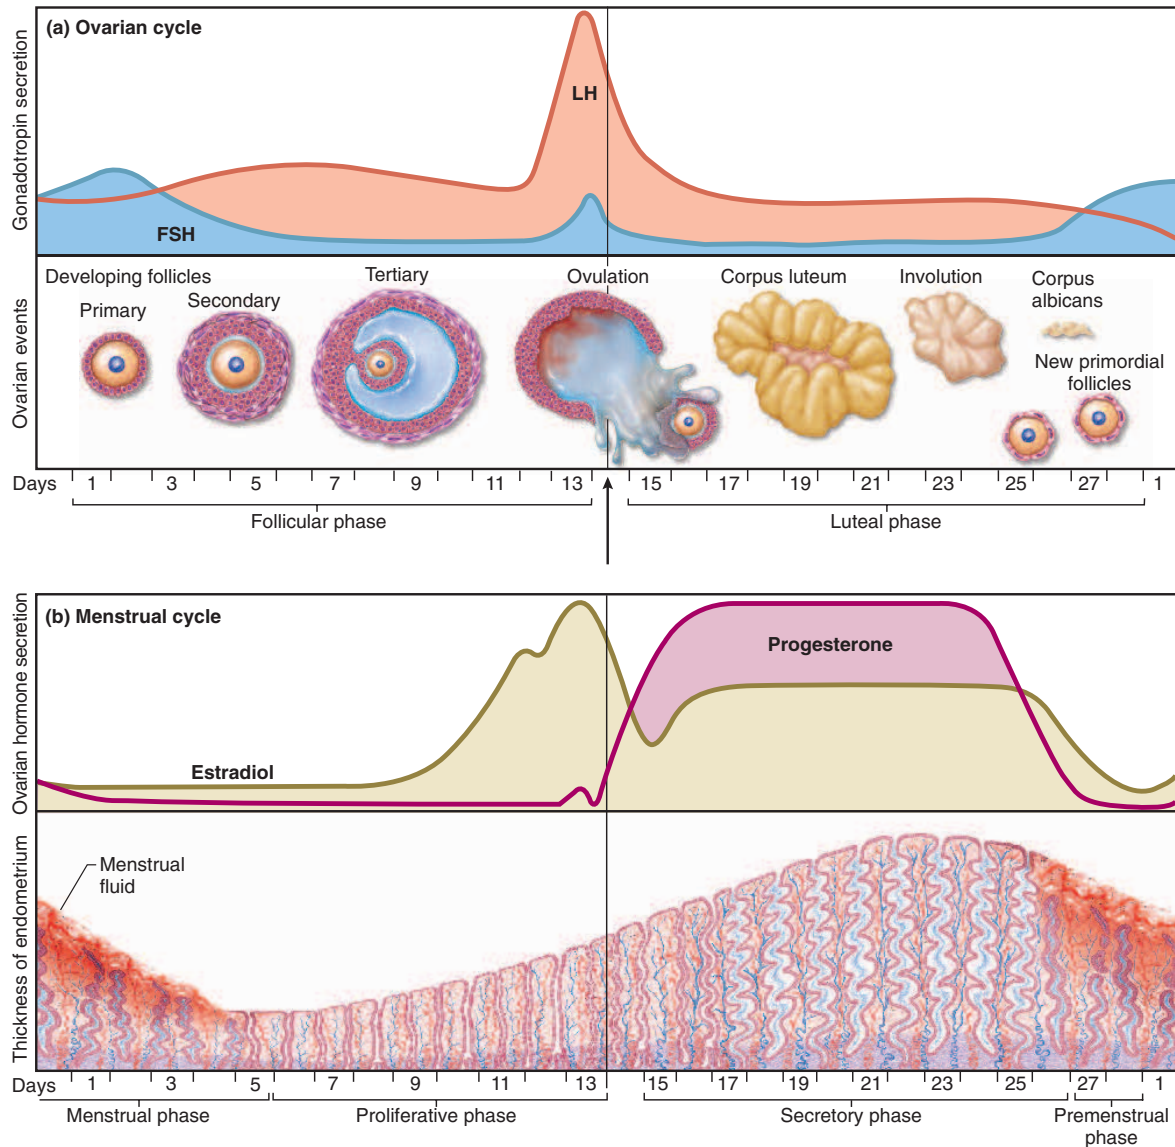 (a) Ovarian cycle
Gonadotropin secretion
LH
FSH
Ovarian events
Developing follicles
Primary
Secondary
Tertiary
Ovulation
Corpus luteum
Involution
Corpus
albicans
New primordial
follicles
Days 1 3 5 7 9 11 13 15 17 19 21 23 25 27 1
Follicular phase
Luteal phase
(b) Menstrual cycle
Ovarian hormone secretion
Progesterone
Estradiol
Thickness of endometrium
Menstrual
fluid
Days 1 3 5 7 9 11 13 15 17 19 21 23 25 27 1
Menstrual phase
Proliferative phase
Secretory phase
Premenstrual
phase